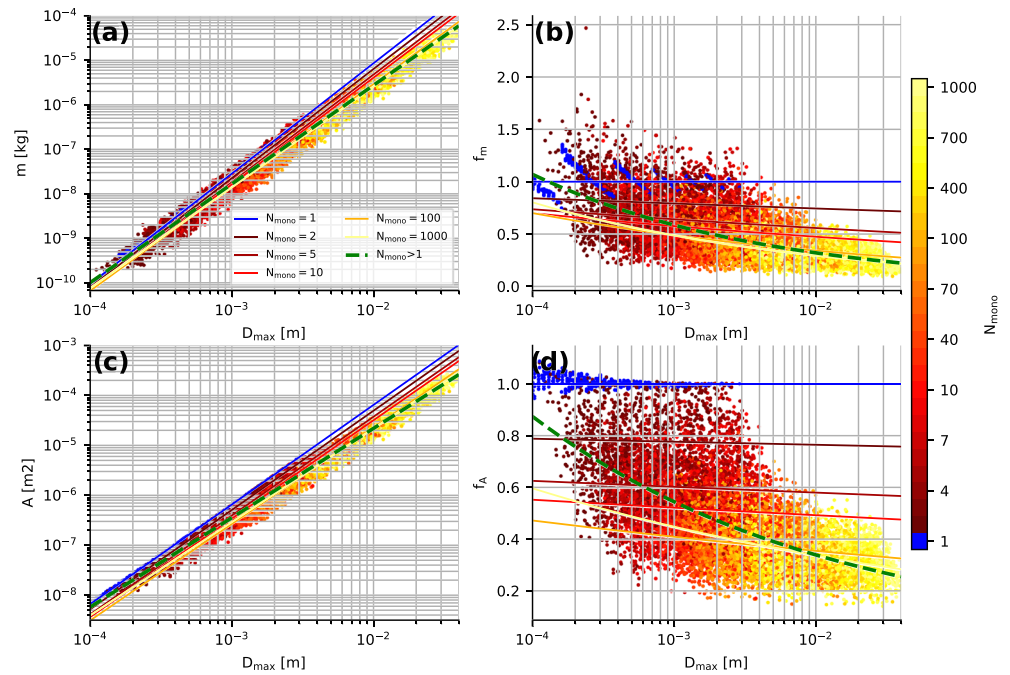 (a)
10⁻⁴
10⁻⁵
10⁻⁶
10⁻⁷
10⁻⁸
10⁻⁹
10⁻¹⁰
m [kg]
N_mono = 1
N_mono = 2
N_mono = 5
N_mono = 10
N_mono = 100
N_mono = 1000
N_mono>1
10⁻⁴ 10⁻³ 10⁻²
D_max [m]
(b)
2.5
2.0
1.5
1.0
0.5
0.0
f_m
10⁻⁴ 10⁻³ 10⁻²
D_max [m]
(c)
10⁻³
10⁻⁴
10⁻⁵
10⁻⁶
10⁻⁷
10⁻⁸
A [m2]
10⁻⁴ 10⁻³ 10⁻²
D_max [m]
(d)
1.0
0.8
0.6
0.4
0.2
f_A
10⁻⁴ 10⁻³ 10⁻²
D_max [m]
1000
700
400
100
70
40
10
7
4
1
N_mono